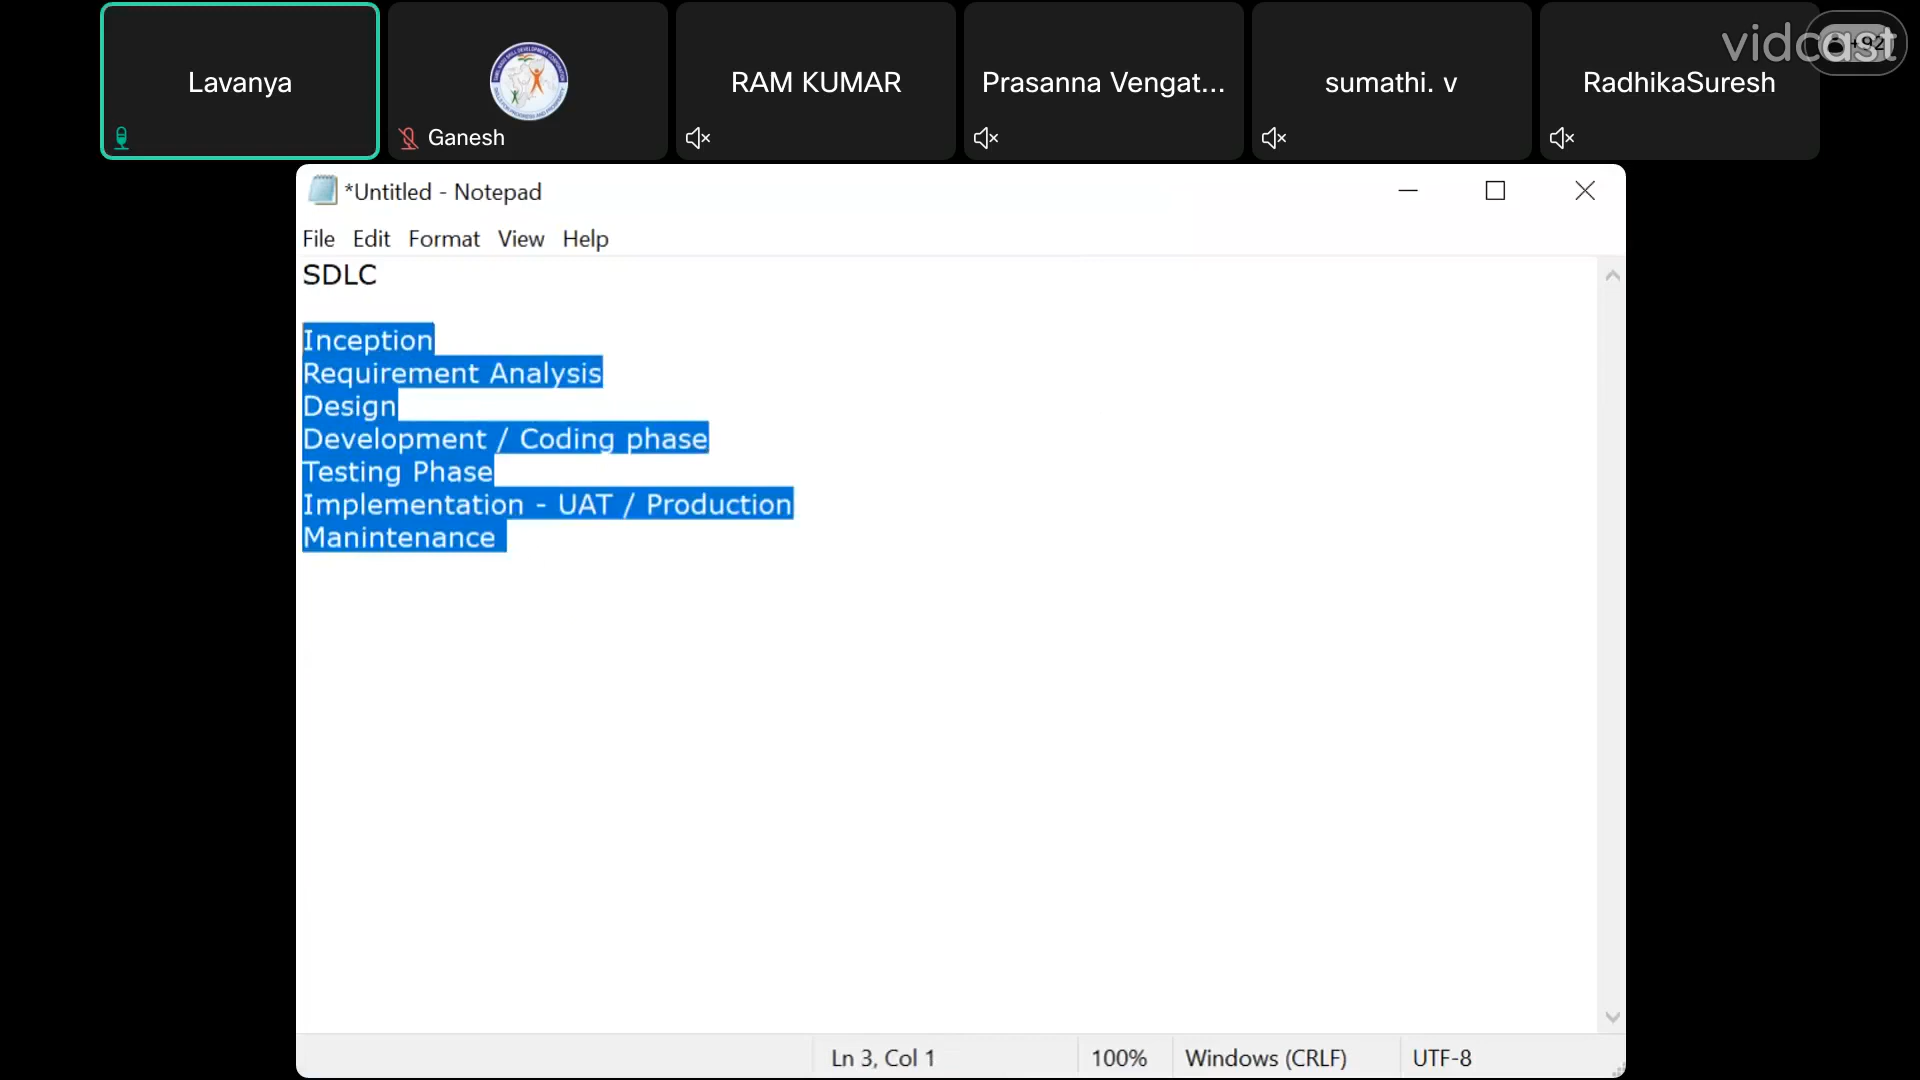 Lavanya
Ganesh
RAM KUMAR
Prasanna Vengat...
sumathi. v
RadhikaSuresh
vidcast
+92
*Untitled - Notepad
File Edit Format View Help
SDLC
Inception
Requirement Analysis
Design
Development / Coding phase
Testing Phase
Implementation - UAT / Production
Manintenance
Ln 3, Col 1 100% Windows (CRLF) UTF-8